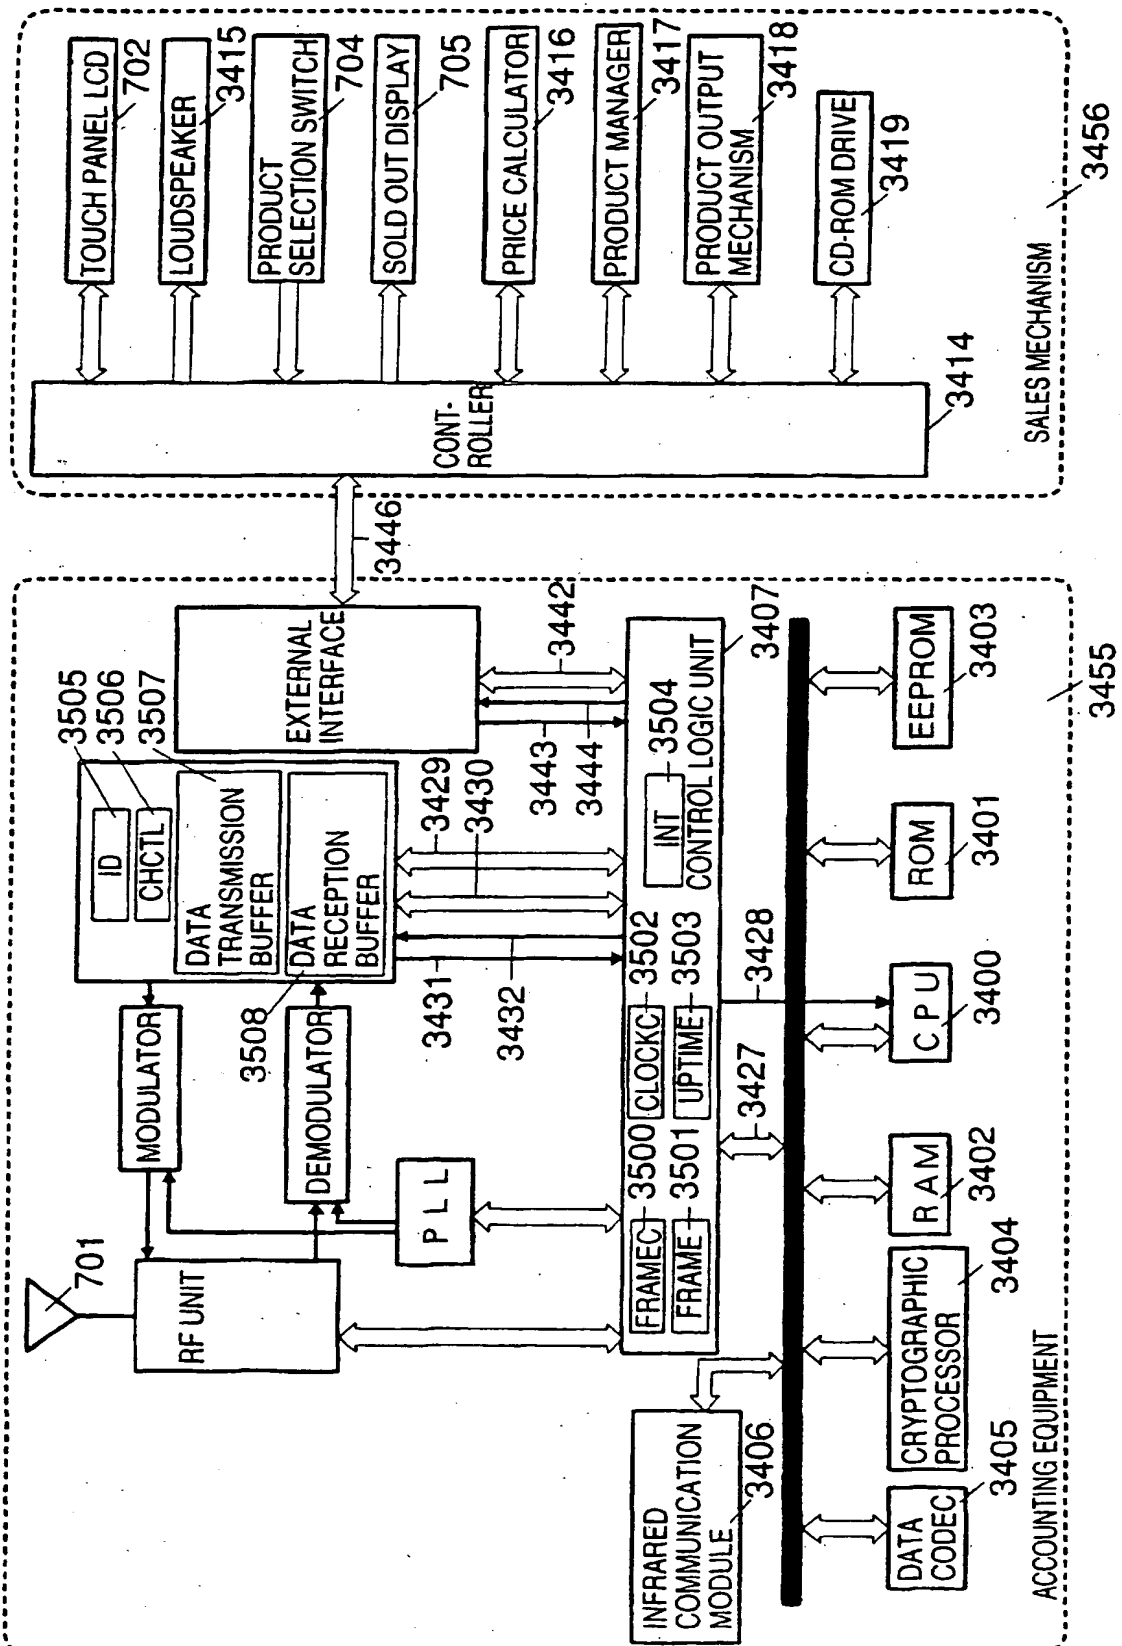 701
RF UNIT
MODULATOR
DEMODULATOR
P L L
ID
CHCTL
DATA
TRANSMISSION
BUFFER
DATA
RECEPTION
BUFFER
3505
3506
3507
3508
EXTERNAL
INTERFACE
3446
3431
3432
3430
3429
3443
3444
3442
INFRARED
COMMUNICATION
MODULE
3406
FRAMEC
3500
FRAME
3501
CLOCKC
3502
UPTIME
3503
INT
3504
CONTROL LOGIC UNIT
3407
3427
3428
DATA
CODEC
3405
CRYPTOGRAPHIC
PROCESSOR
3404
R A M
3402
C P U
3400
ROM
3401
EEPROM
3403
ACCOUNTING EQUIPMENT
3455
CONT-
ROLLER
3414
TOUCH PANEL LCD
702
LOUDSPEAKER
3415
PRODUCT
SELECTION SWITCH
704
SOLD OUT DISPLAY
705
PRICE CALCULATOR
3416
PRODUCT MANAGER
3417
PRODUCT OUTPUT
MECHANISM
3418
CD-ROM DRIVE
3419
SALES MECHANISM
3456